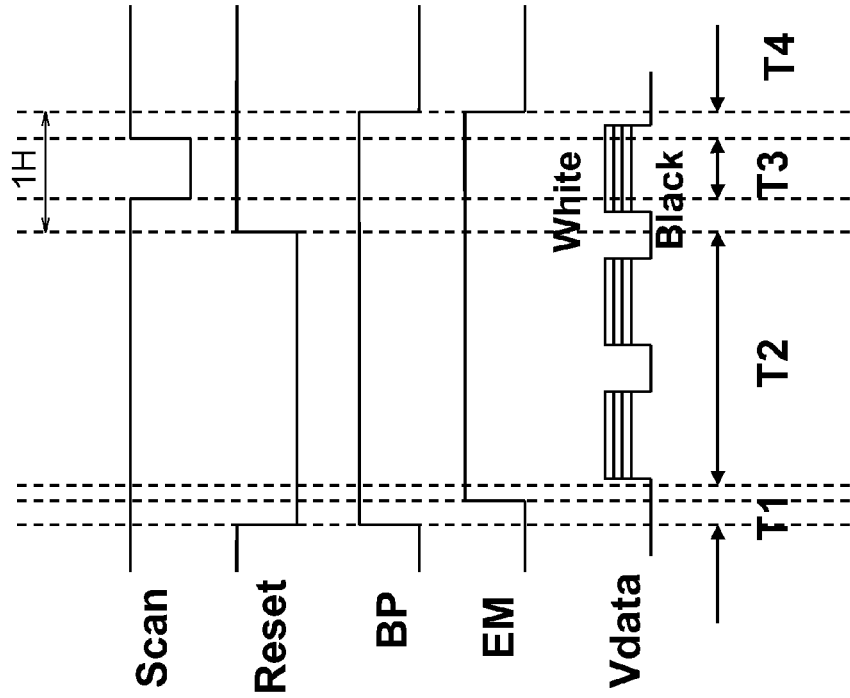 1H
Scan
Reset
BP
EM
White
Black
Vdata
T1
T2
T3
T4